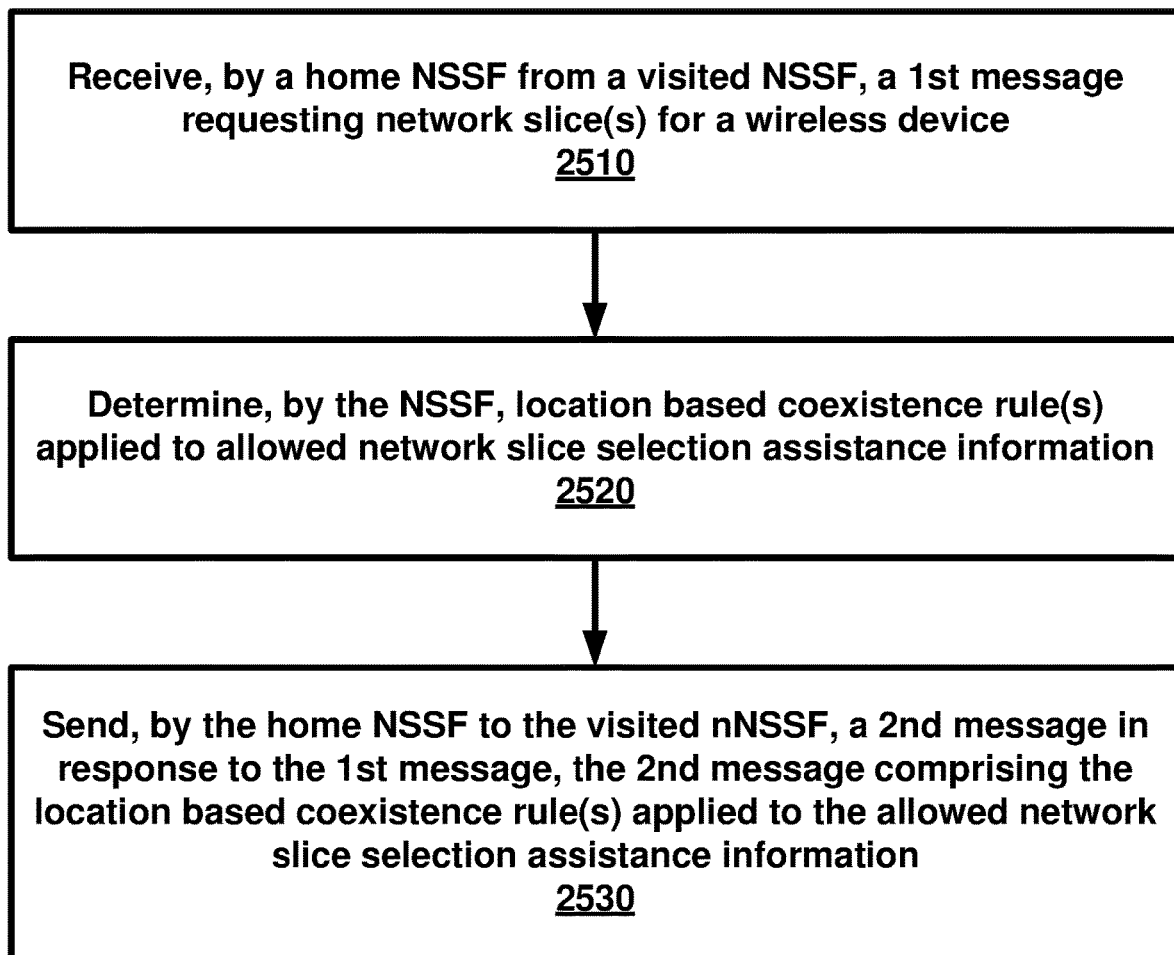 Receive, by a home NSSF from a visited NSSF, a 1st message
requesting network slice(s) for a wireless device
2510
Determine, by the NSSF, location based coexistence rule(s)
applied to allowed network slice selection assistance information
2520
Send, by the home NSSF to the visited nNSSF, a 2nd message in
response to the 1st message, the 2nd message comprising the
location based coexistence rule(s) applied to the allowed network
slice selection assistance information
2530